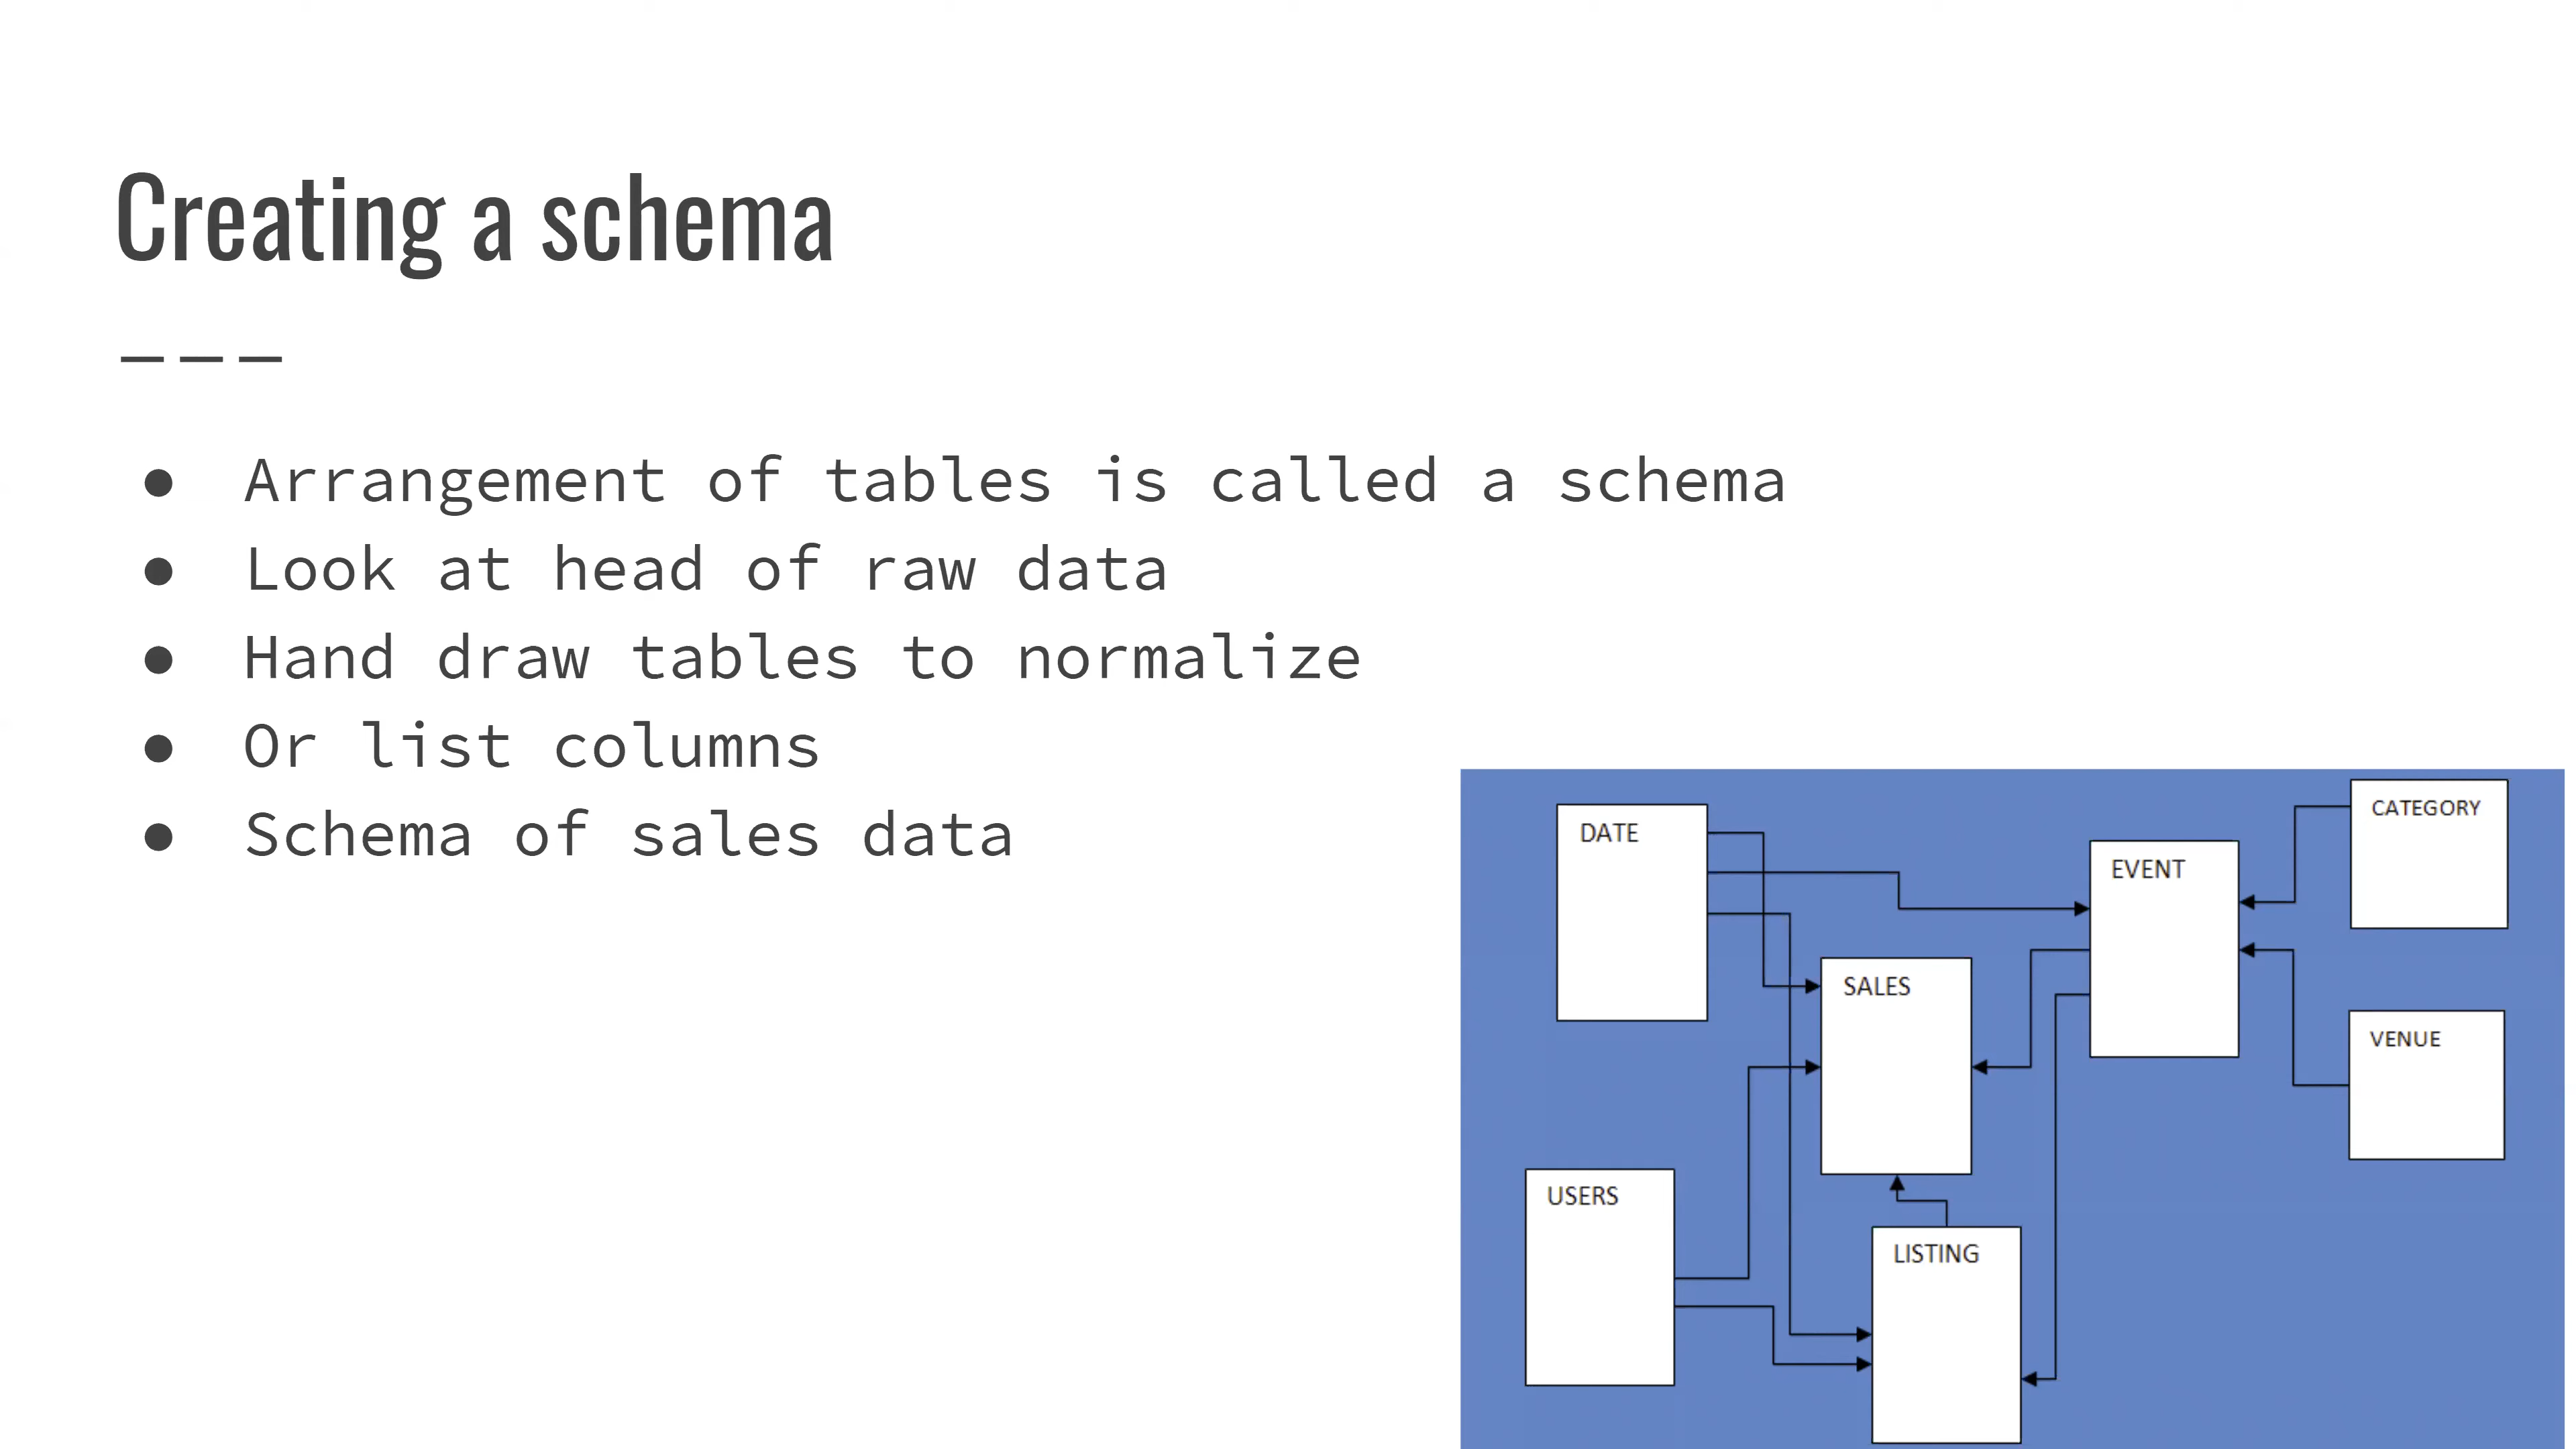 Creating a schema
● Arrangement of tables is called a schema
● Look at head of raw data
● Hand draw tables to normalize
● Or list columns
● Schema of sales data
DATE
CATEGORY
EVENT
SALES
VENUE
USERS
LISTING